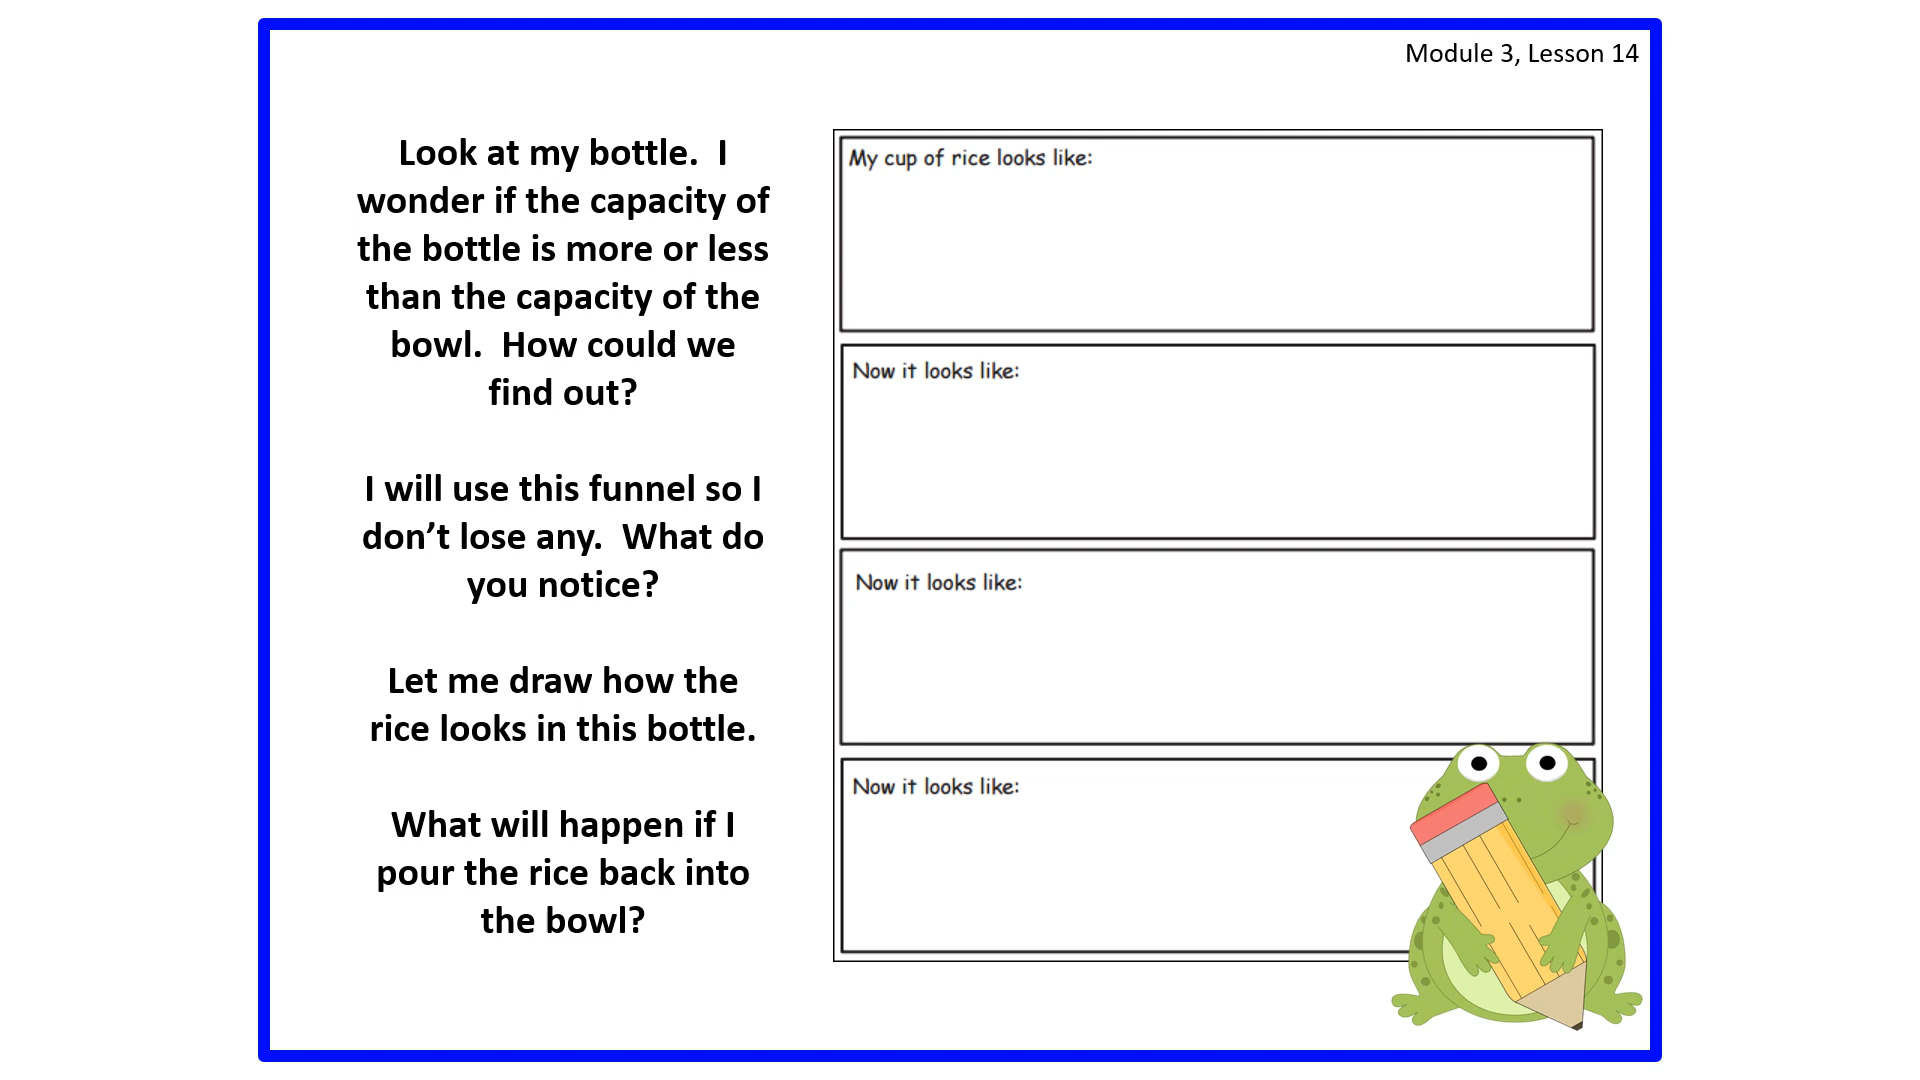 Module 3, Lesson 14
Look at my bottle.  I
wonder if the capacity of
the bottle is more or less
than the capacity of the
bowl.  How could we
find out?
I will use this funnel so I
don’t lose any.  What do
you notice?
Let me draw how the
rice looks in this bottle.
What will happen if I
pour the rice back into
the bowl?
My cup of rice looks like:
Now it looks like:
Now it looks like:
Now it looks like: